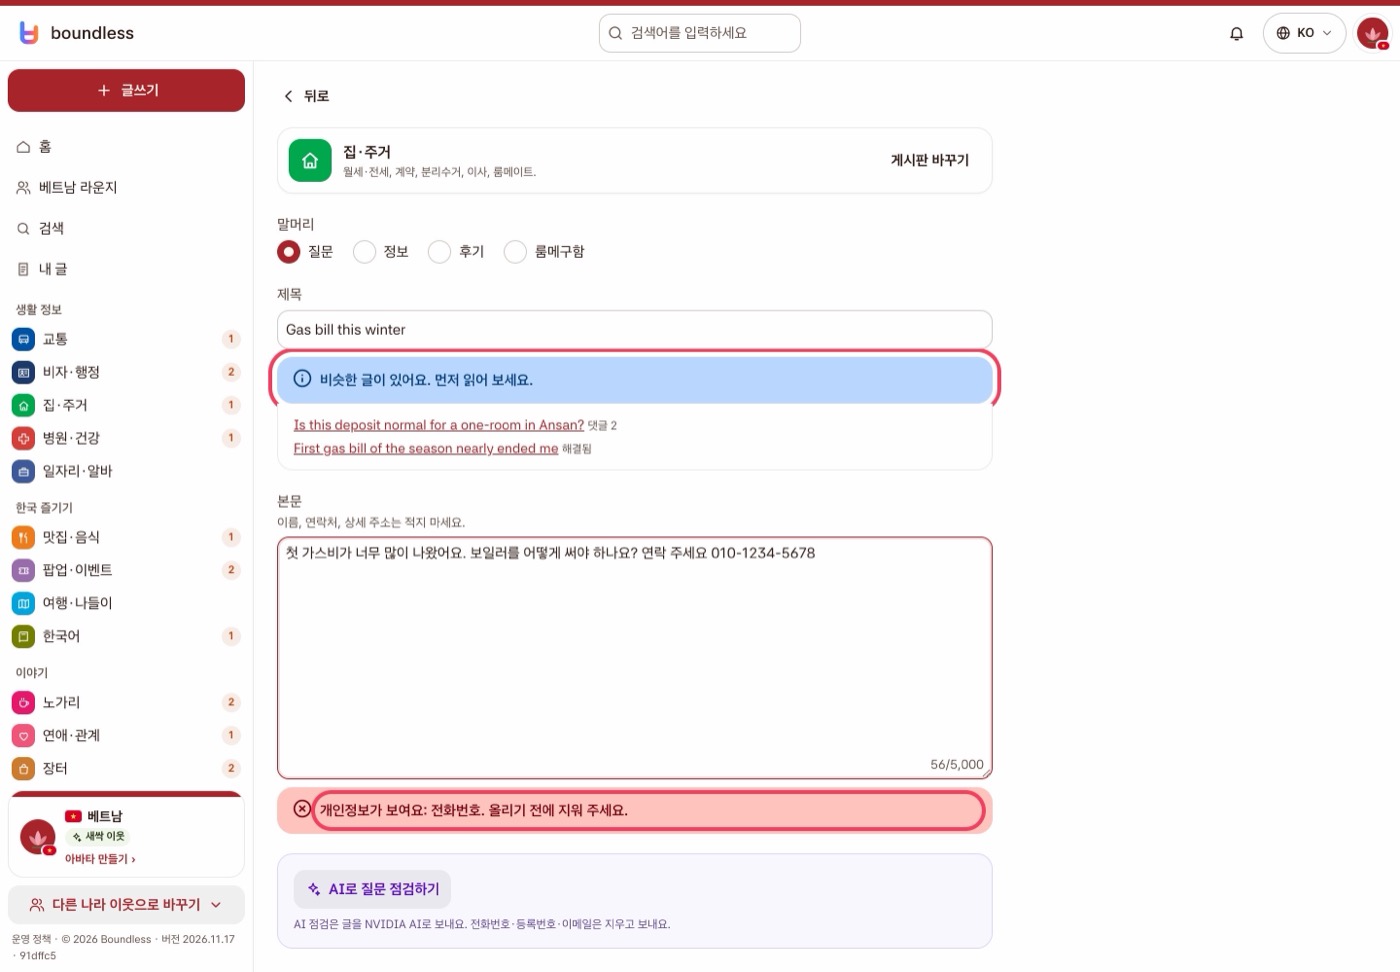 boundless
검색어를 입력하세요
KO
글쓰기
홈
베트남 라운지
검색
내 글
생활 정보
교통 1
비자·행정 2
집·주거 1
병원·건강 1
일자리·알바
한국 즐기기
맛집·음식 1
팝업·이벤트 2
여행·나들이
한국어 1
이야기
노가리 2
연애·관계 1
장터 2
베트남
새싹 이웃
아바타 만들기 ›
다른 나라 이웃으로 바꾸기
운영 정책 · © 2026 Boundless · 버전 2026.11.17
· 91dffc5
뒤로
집·주거
월세·전세, 계약, 분리수거, 이사, 룸메이트.
게시판 바꾸기
말머리
질문 정보 후기 룸메구함
제목
Gas bill this winter
비슷한 글이 있어요. 먼저 읽어 보세요.
Is this deposit normal for a one-room in Ansan? 댓글 2
First gas bill of the season nearly ended me 해결됨
본문
이름, 연락처, 상세 주소는 적지 마세요.
첫 가스비가 너무 많이 나왔어요. 보일러를 어떻게 써야 하나요? 연락 주세요 010-1234-5678
56/5,000
개인정보가 보여요: 전화번호. 올리기 전에 지워 주세요.
AI로 질문 점검하기
AI 점검은 글을 NVIDIA AI로 보내요. 전화번호·등록번호·이메일은 지우고 보내요.